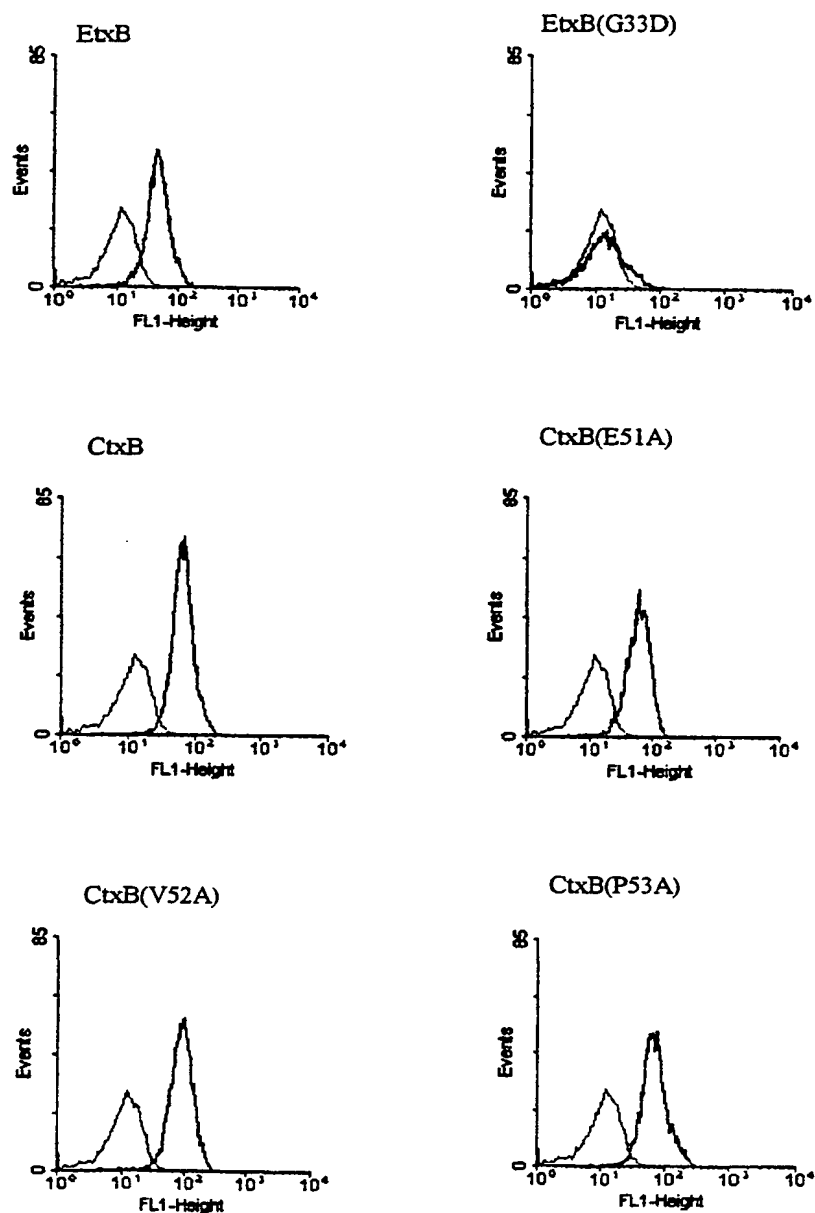 EtxB
85
Events
0
10⁰ 10¹ 10² 10³ 10⁴
FL1-Height
EtxB(G33D)
85
Events
0
10⁰ 10¹ 10² 10³ 10⁴
FL1-Height
CtxB
85
Events
0
10⁰ 10¹ 10² 10³ 10⁴
FL1-Height
CtxB(E51A)
85
Events
0
10⁰ 10¹ 10² 10³ 10⁴
FL1-Height
CtxB(V52A)
85
Events
0
10⁰ 10¹ 10² 10³ 10⁴
FL1-Height
CtxB(P53A)
85
Events
0
10⁰ 10¹ 10² 10³ 10⁴
FL1-Height